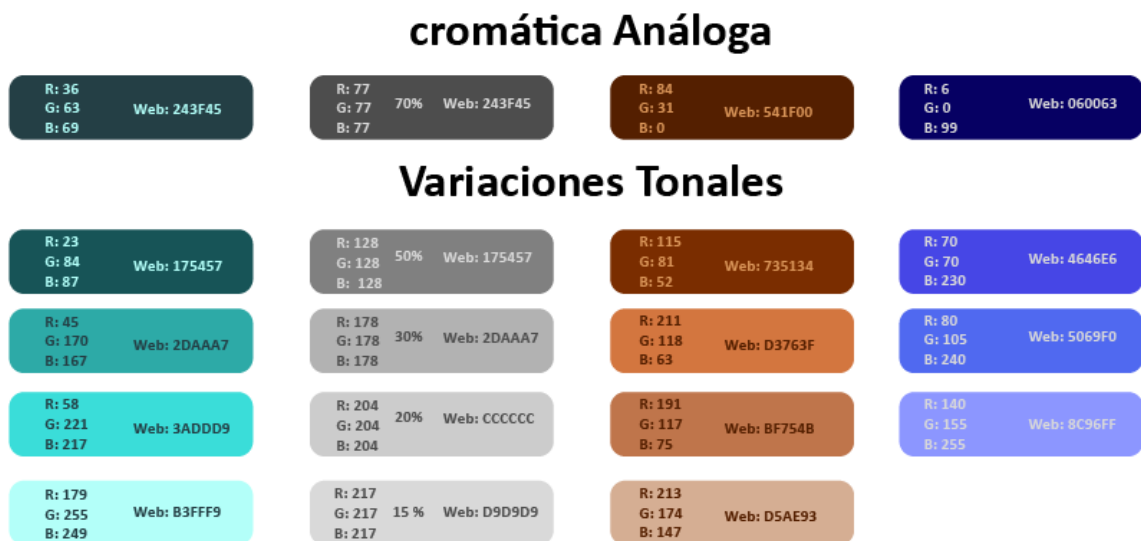 cromática Análoga
R: 36
G: 63
B: 69
Web: 243F45
R: 77
G: 77
B: 77
70%
Web: 243F45
R: 84
G: 31
B: 0
Web: 541F00
R: 6
G: 0
B: 99
Web: 060063
Variaciones Tonales
R: 23
G: 84
B: 87
Web: 175457
R: 128
G: 128
B: 128
50%
Web: 175457
R: 115
G: 81
B: 52
Web: 735134
R: 70
G: 70
B: 230
Web: 4646E6
R: 45
G: 170
B: 167
Web: 2DAAA7
R: 178
G: 178
B: 178
30%
Web: 2DAAA7
R: 211
G: 118
B: 63
Web: D3763F
R: 80
G: 105
B: 240
Web: 5069F0
R: 58
G: 221
B: 217
Web: 3ADDD9
R: 204
G: 204
B: 204
20%
Web: CCCCCC
R: 191
G: 117
B: 75
Web: BF754B
R: 140
G: 155
B: 255
Web: 8C96FF
R: 179
G: 255
B: 249
Web: B3FFF9
R: 217
G: 217
B: 217
15 %
Web: D9D9D9
R: 213
G: 174
B: 147
Web: D5AE93